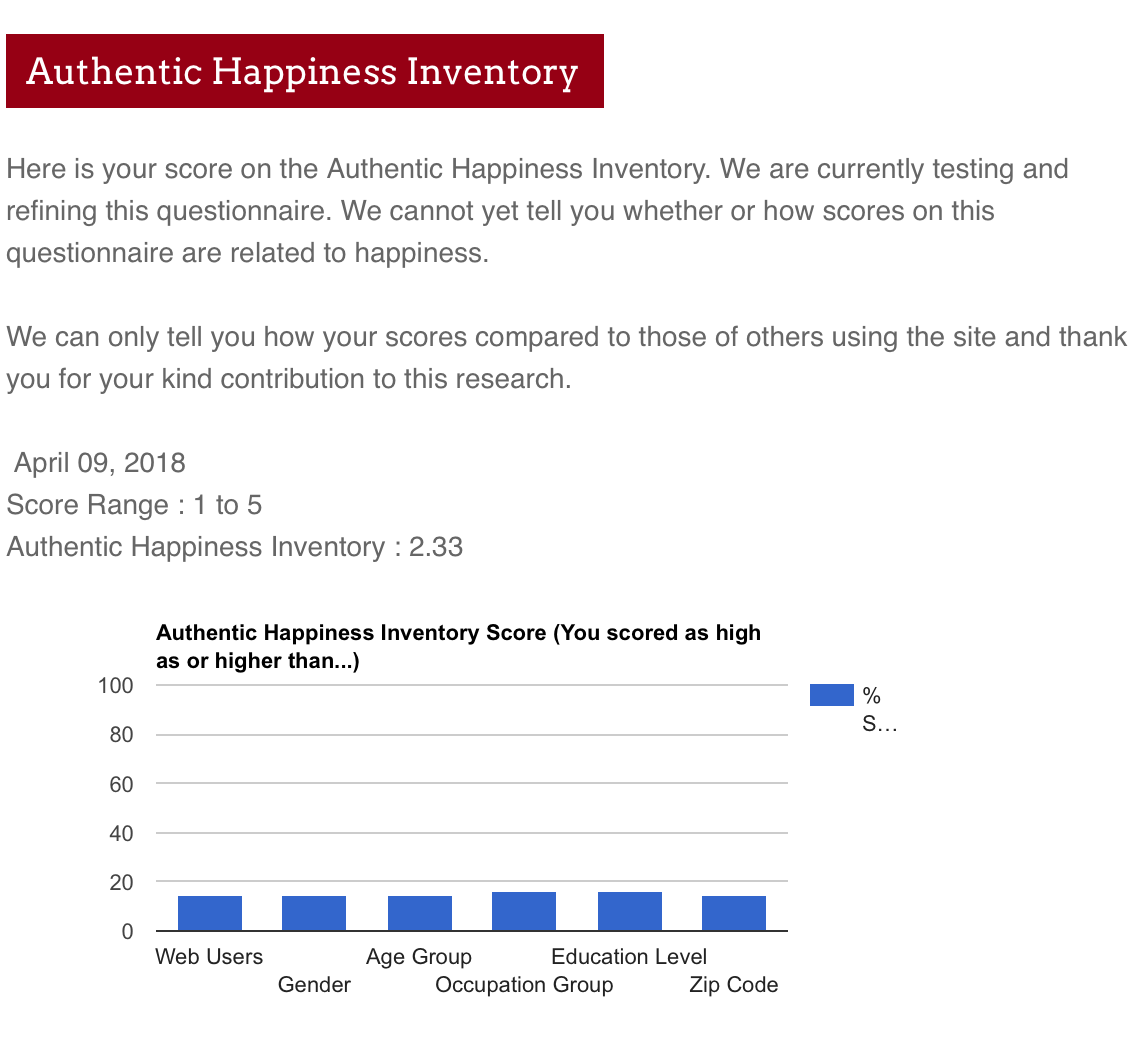 Authentic Happiness Inventory
Here is your score on the Authentic Happiness Inventory. We are currently testing and
refining this questionnaire. We cannot yet tell you whether or how scores on this
questionnaire are related to happiness.
We can only tell you how your scores compared to those of others using the site and thank
you for your kind contribution to this research.
April 09, 2018
Score Range : 1 to 5
Authentic Happiness Inventory : 2.33
Authentic Happiness Inventory Score (You scored as high
as or higher than...)
100
80
60
40
20
0
%
S...
Web Users
Age Group
Education Level
Gender
Occupation Group
Zip Code